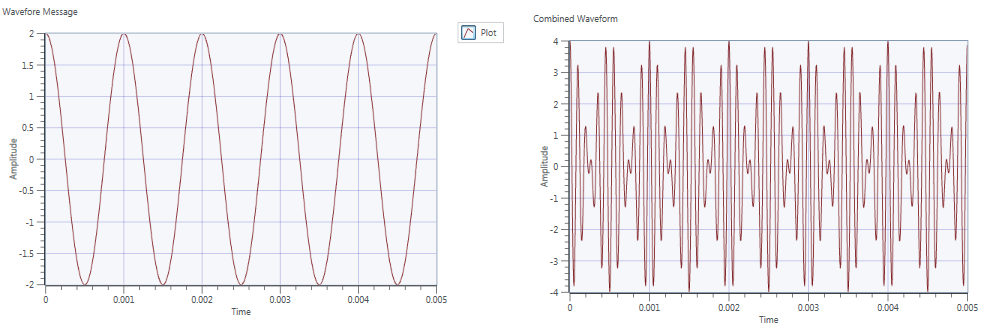 Wavefore Message
Plot
2
1.5
1
0.5
0
-0.5
-1
-1.5
-2
Amplitude
0 0.001 0.002 0.003 0.004 0.005
Time
Combined Waveform
4
3
2
1
0
-1
-2
-3
-4
Amplitude
0 0.001 0.002 0.003 0.004 0.005
Time